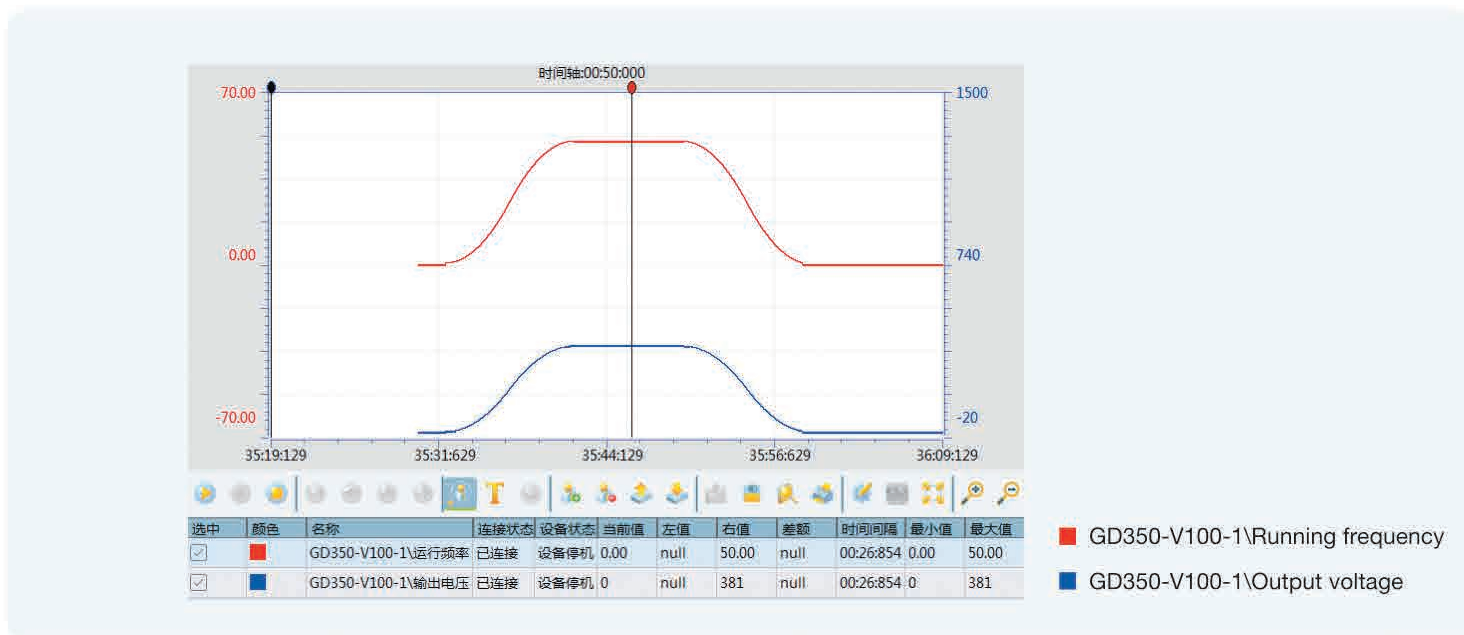 时间轴:00:50:000
70.00
1500
0.00
740
-70.00
-20
35:19:129 35:31:629 35:44:129 35:56:629 36:09:129
选中 颜色 名称 连接状态 设备状态 当前值 左值 右值 差额 时间间隔 最小值 最大值
GD350-V100-1\运行频率 已连接 设备停机 0.00 null 50.00 null 00:26:854 0.00 50.00
GD350-V100-1\输出电压 已连接 设备停机 0 null 381 null 00:26:854 0 381
GD350-V100-1\Running frequency
GD350-V100-1\Output voltage